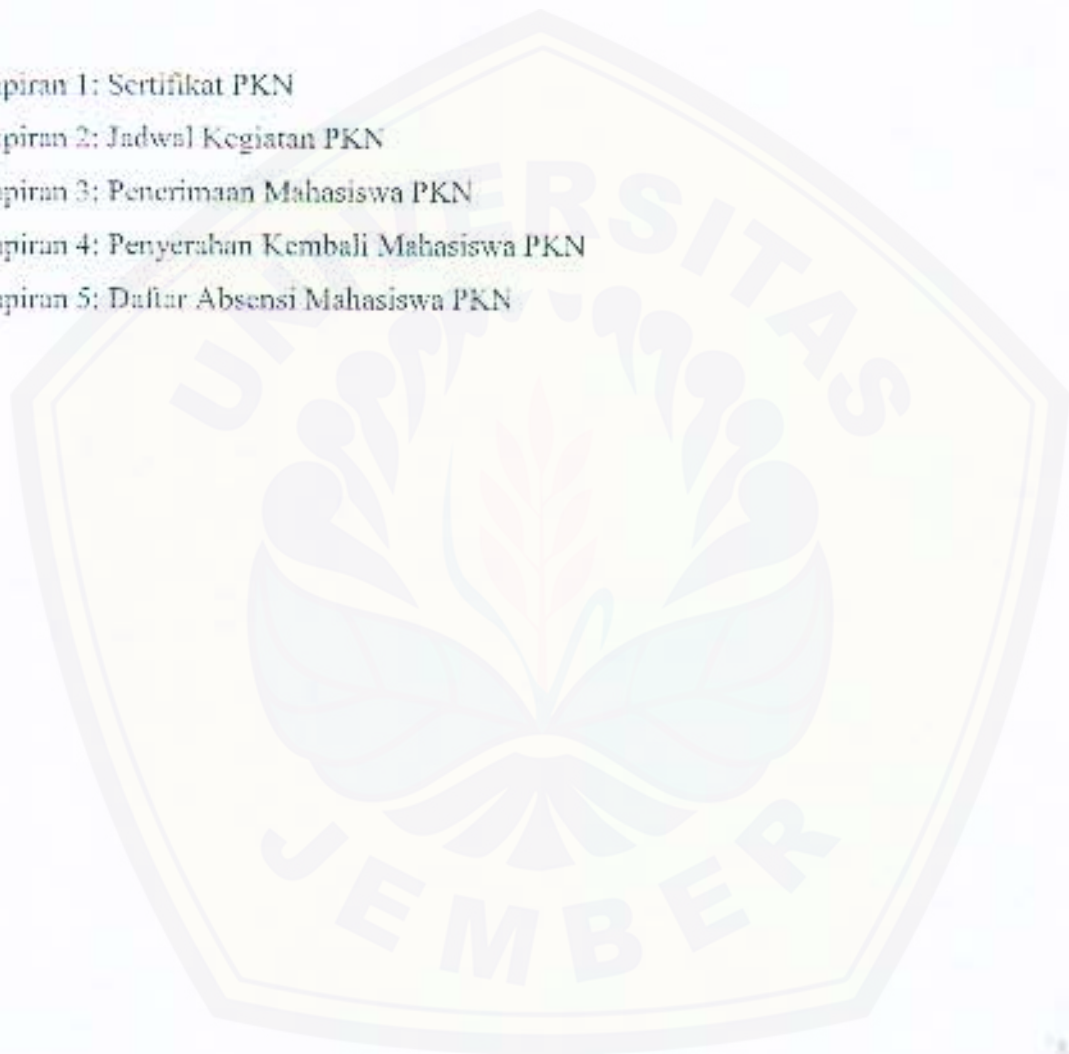 piran 1: Sertifikat PKN
piran 2: Jadwal Kegiatan PKN
piran 3: Penerimaan Mahasiswa PKN
piran 4: Penyerahan Kembali Mahasiswa PKN
piran 5: Daftar Absensi Mahasiswa PKN
UNIVERSITAS
JEMBER